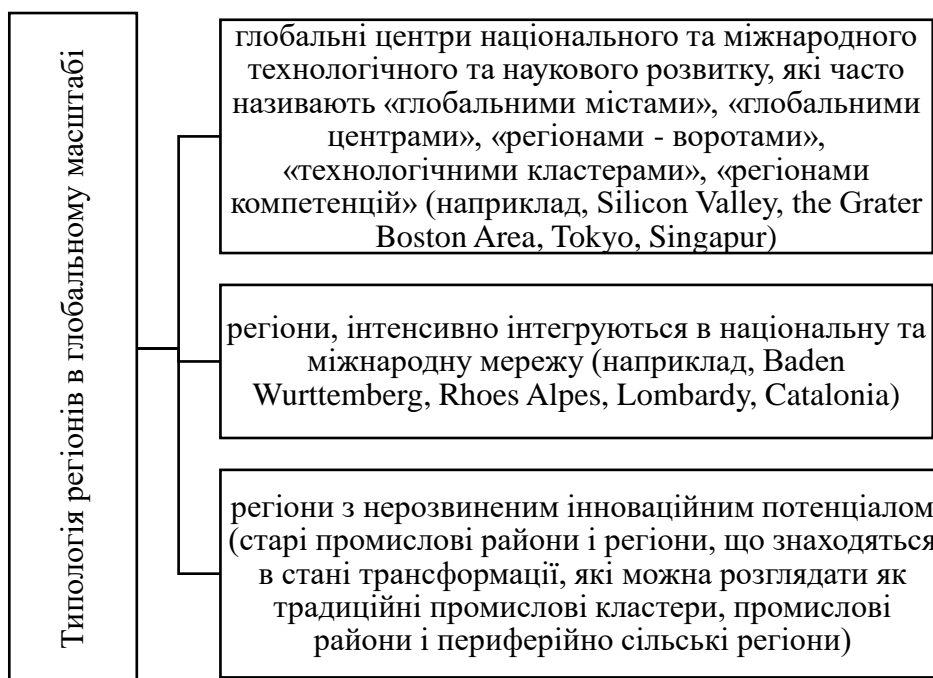 Типологія регіонів в глобальному масштабі
глобальні центри національного та міжнародного
технологічного та наукового розвитку, які часто
називають «глобальними містами», «глобальними
центрами», «регіонами - воротами»,
«технологічними кластерами», «регіонами
компетенцій» (наприклад, Silicon Valley, the Grater
Boston Area, Tokyo, Singapur)
регіони, інтенсивно інтегруються в національну та
міжнародну мережу (наприклад, Baden
Wurttemberg, Rhoes Alpes, Lombardy, Catalonia)
регіони з нерозвиненим інноваційним потенціалом
(старі промислові райони і регіони, що знаходяться
в стані трансформації, які можна розглядати як
традиційні промислові кластери, промислові
райони і периферійно сільські регіони)